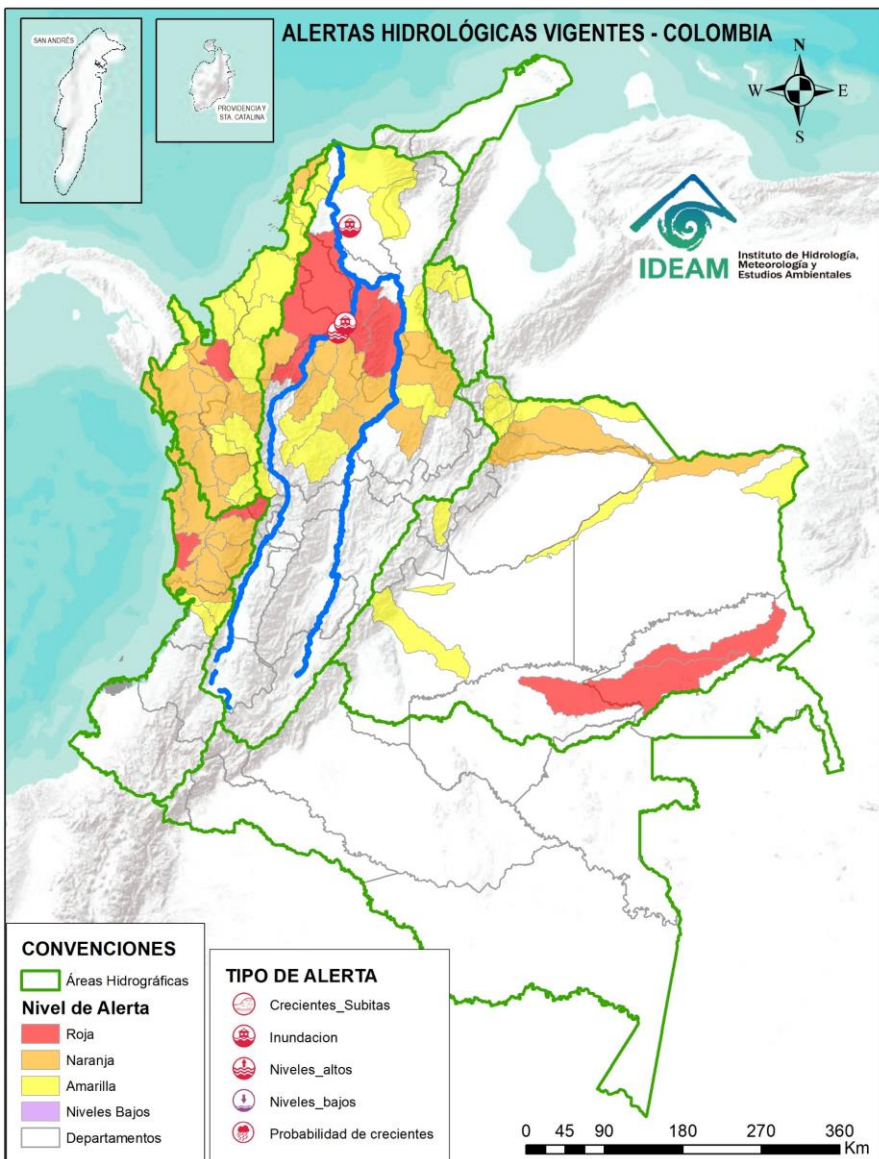 ALERTAS HIDROLÓGICAS VIGENTES - COLOMBIA
SAN ANDRÉS
PROVIDENCIA Y
STA. CATALINA
N
W
E
S
IDEAM
Instituto de Hidrología,
Meteorología y
Estudios Ambientales
CONVENCIONES
Áreas Hidrográficas
Nivel de Alerta
Roja
Naranja
Amarilla
Niveles Bajos
Departamentos
TIPO DE ALERTA
Crecientes_Subitas
Inundacion
Niveles_altos
Niveles_bajos
Probabilidad de crecientes
0 45 90 180 270 360
Km